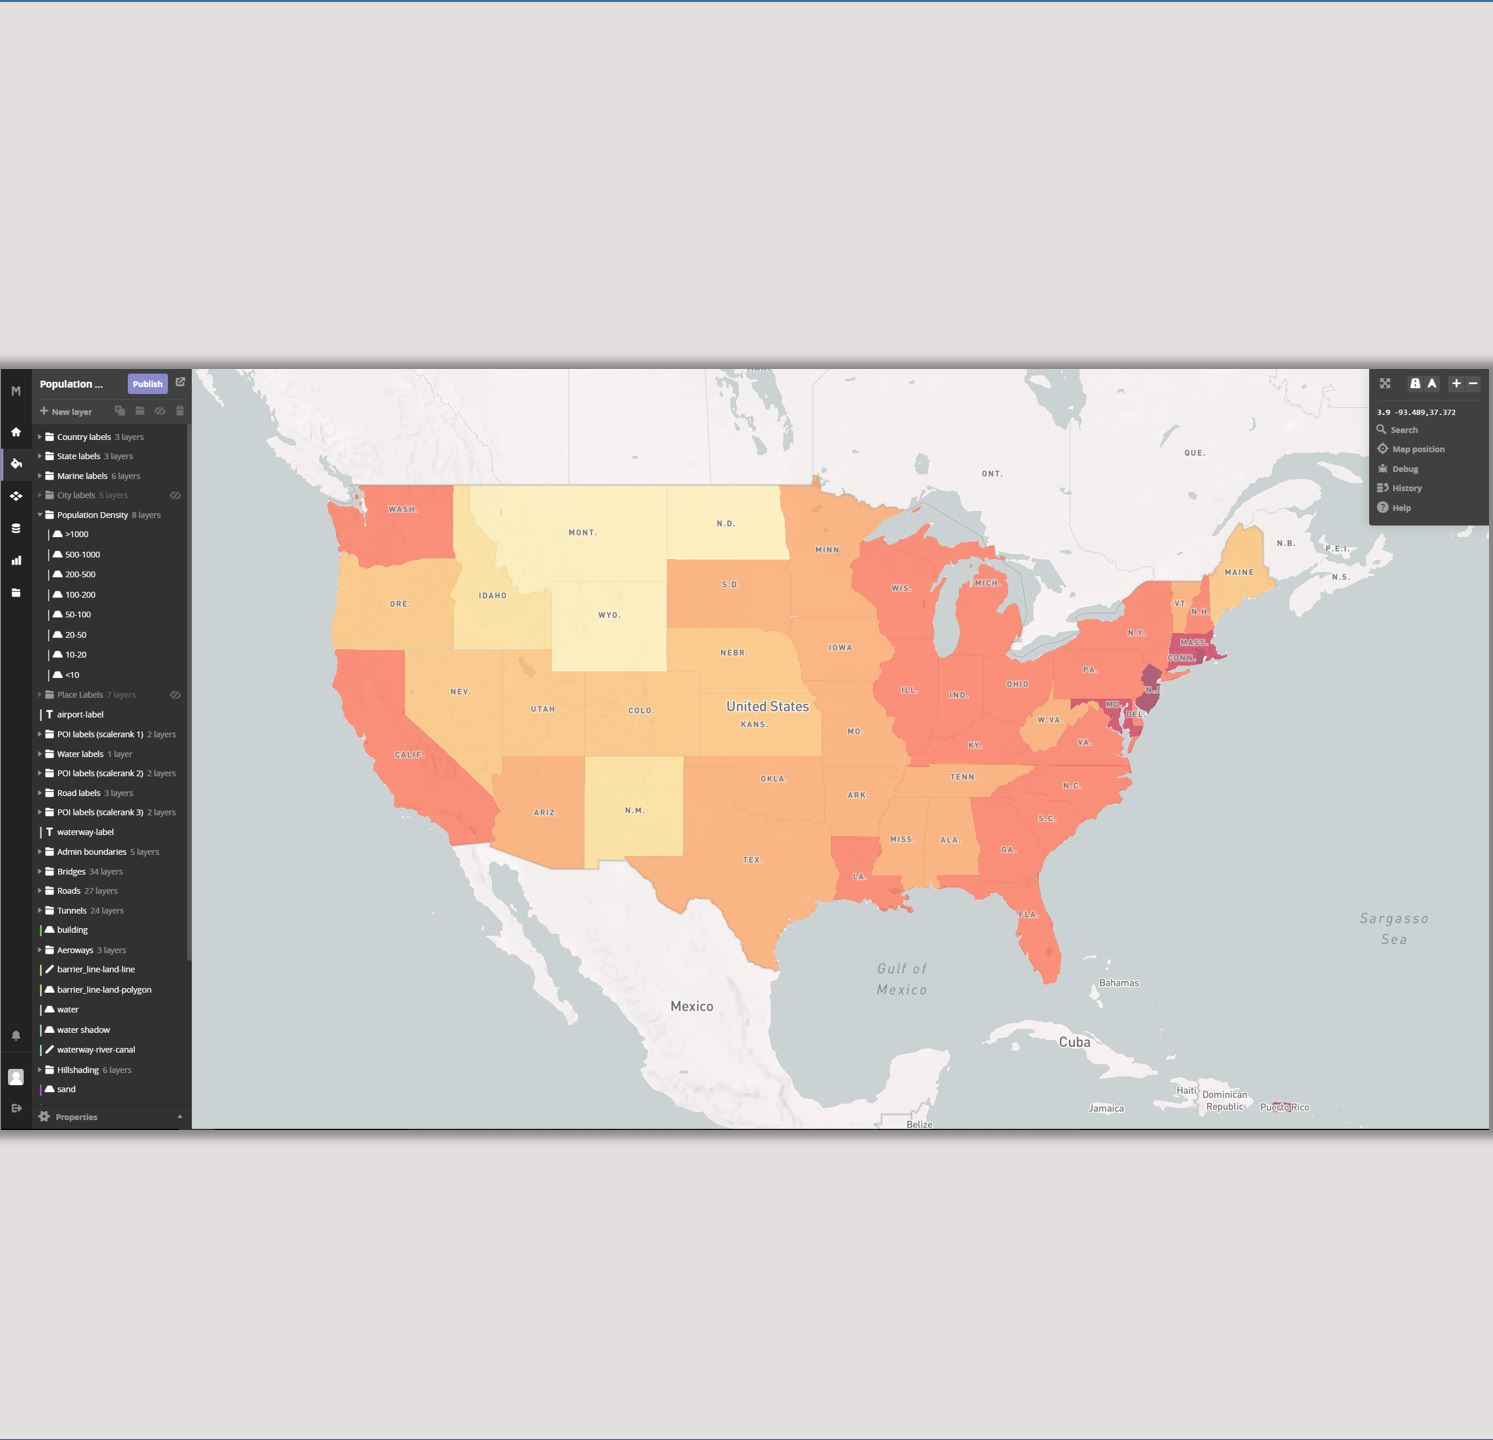 M
Population ...
Publish
New layer
Country labels 3 layers
State labels 3 layers
Marine labels 6 layers
City labels 5 layers
Population Density 8 layers
>1000
500-1000
200-500
100-200
50-100
20-50
10-20
<10
Place Labels 7 layers
T airport-label
POI labels (scalerank 1) 2 layers
Water labels 1 layer
POI labels (scalerank 2) 2 layers
Road labels 3 layers
POI labels (scalerank 3) 2 layers
T waterway-label
Admin boundaries 5 layers
Bridges 34 layers
Roads 27 layers
Tunnels 24 layers
building
Aeroways 3 layers
barrier_line-land-line
barrier_line-land-polygon
water
water shadow
waterway-river-canal
Hillshading 6 layers
sand
Properties
3.9 -93.489,37.372
Search
Map position
Debug
History
Help
QUE.
ONT.
WASH.
MONT.
N.D.
MINN.
N.B.
P.E.I.
N.S.
MAINE
ORE.
IDAHO
WYO.
S.D.
WIS.
MICH.
VT.
N.H.
N.Y.
MASS.
CONN.
NEBR.
IOWA
PA.
NEV.
UTAH
COLO.
United States
KANS.
ILL.
IND.
OHIO
N.J.
MD.
DEL.
W.VA.
MO.
KY.
VA.
CALIF.
OKLA.
TENN.
N.C.
ARIZ.
N.M.
ARK.
S.C.
MISS.
ALA.
GA.
TEX.
LA.
FLA.
Sargasso
Sea
Gulf of
Mexico
Bahamas
Mexico
Cuba
Haiti
Dominican
Republic
Jamaica
Puerto Rico
Belize